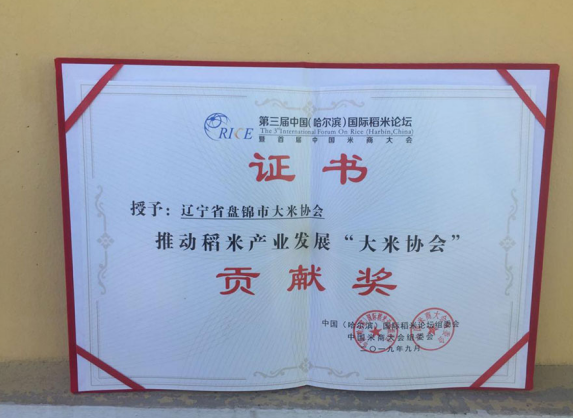 RICE
第三届中国(哈尔滨)国际稻米论坛
The 3rd International Forum On Rice (Harbin,China)
暨首届中国米商大会
证书
授予：辽宁省盘锦市大米协会
推动稻米产业发展“大米协会”
贡献奖
中国（哈尔滨）国际稻米论坛组委会
中国米商大会组委会
二〇一九年九月